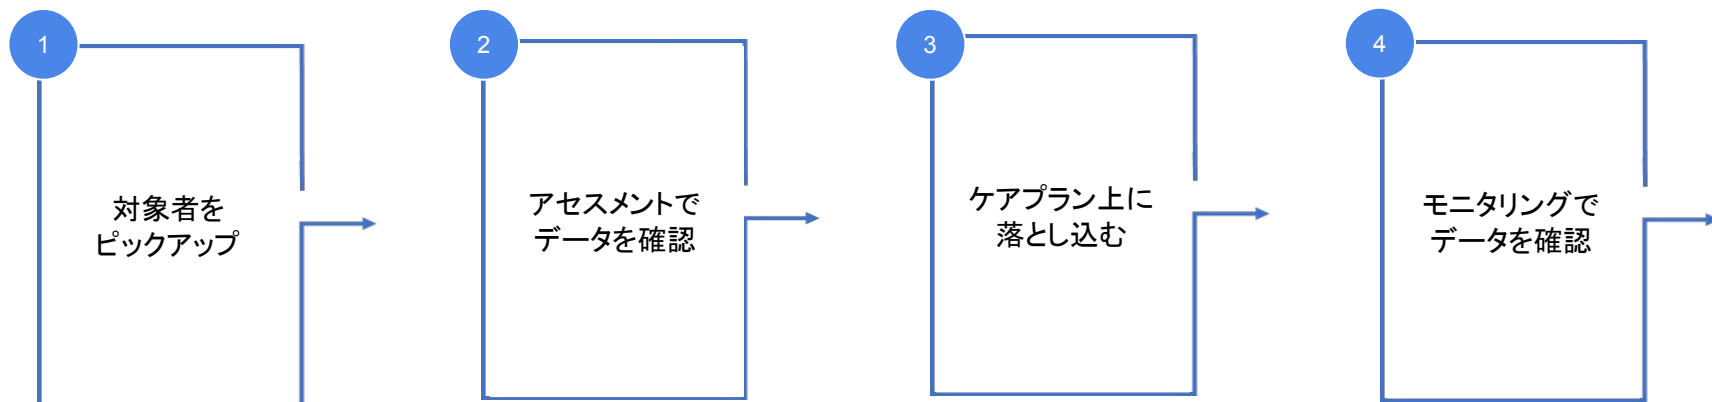 1
対象者を
ピックアップ
2
アセスメントで
データを確認
3
ケアプラン上に
落とし込む
4
モニタリングで
データを確認